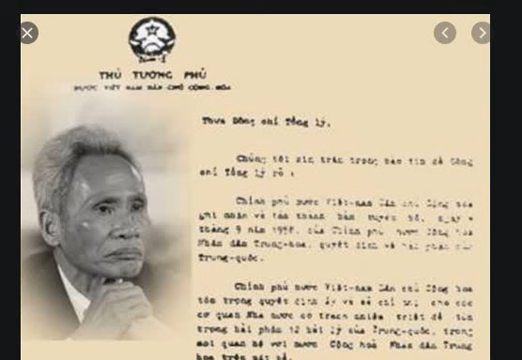 THỦ TƯỚNG PHỦ
NƯỚC VIỆT NAM DÂN CHỦ CỘNG HÒA
Thưa Đồng chí Tổng lý,
Chúng tôi xin trân trọng báo tin để Đồng
chí Tổng lý rõ :
Chính phủ nước Việt-nam Dân chủ Cộng hòa
ghi nhận và tán thành bản tuyên bố, ngày 4
tháng 9 năm 1958, của Chính phủ nước Cộng hòa
Nhân dân Trung-hoa, quyết định về hải phận của
Trung-quốc.
Chính phủ nước Việt-nam Dân chủ Cộng hòa
tôn trọng quyết định ấy và sẽ chỉ thị cho các
cơ quan Nhà nước có trách nhiệm triệt để tôn
trọng hải phận 12 hải lý của Trung-quốc, trong
mọi quan hệ với nước Cộng hoà Nhân dân Trung
hoa trên mặt bể.